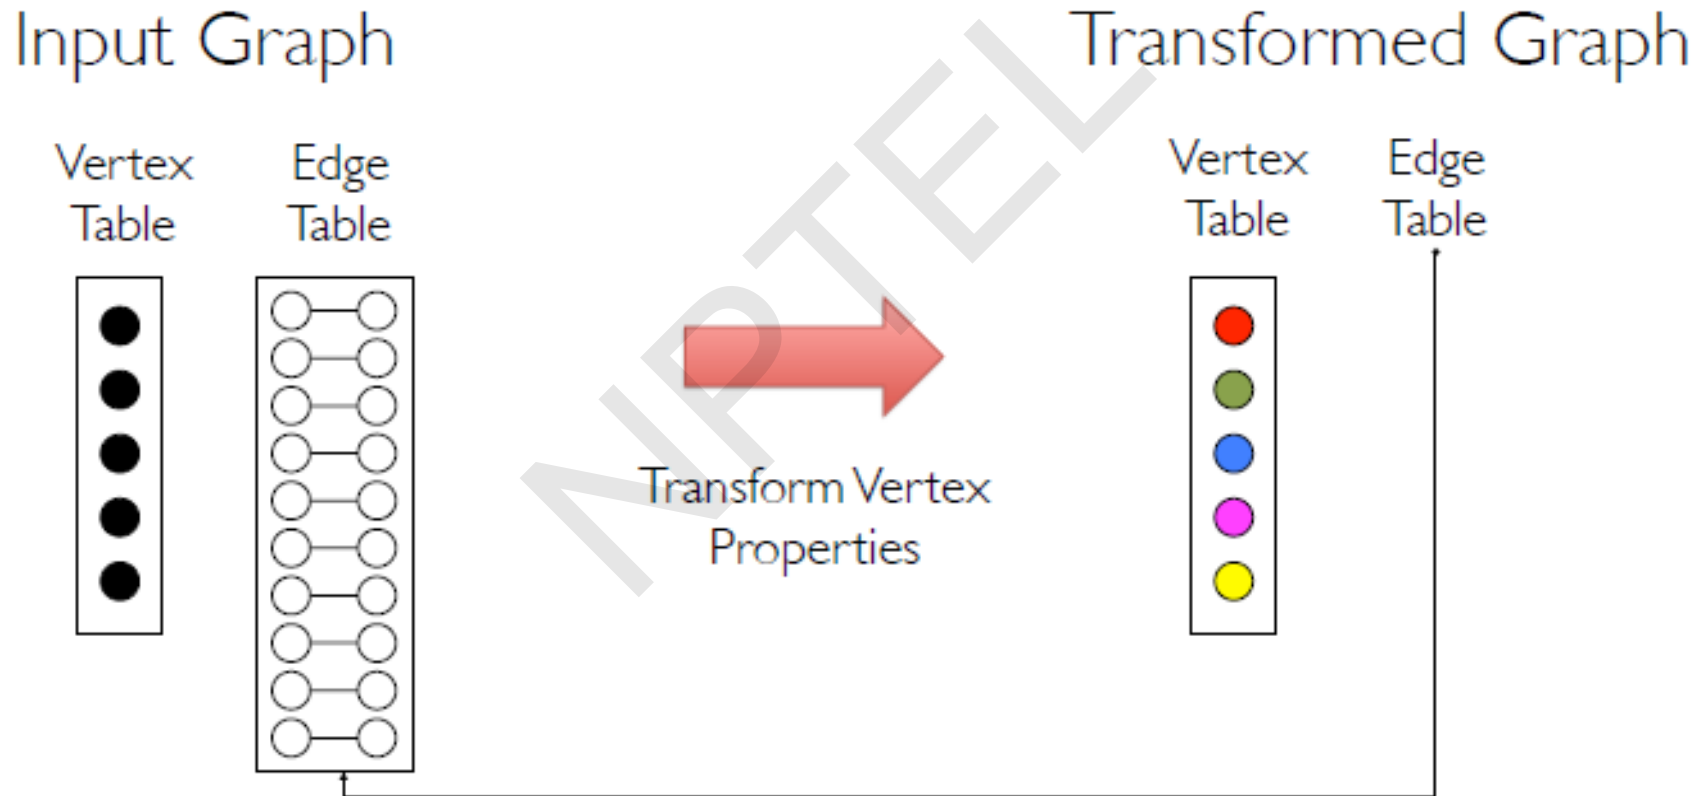 Input Graph
Transformed Graph
Vertex
Table
Edge
Table
Vertex
Table
Edge
Table
Transform Vertex
Properties
NPTEL